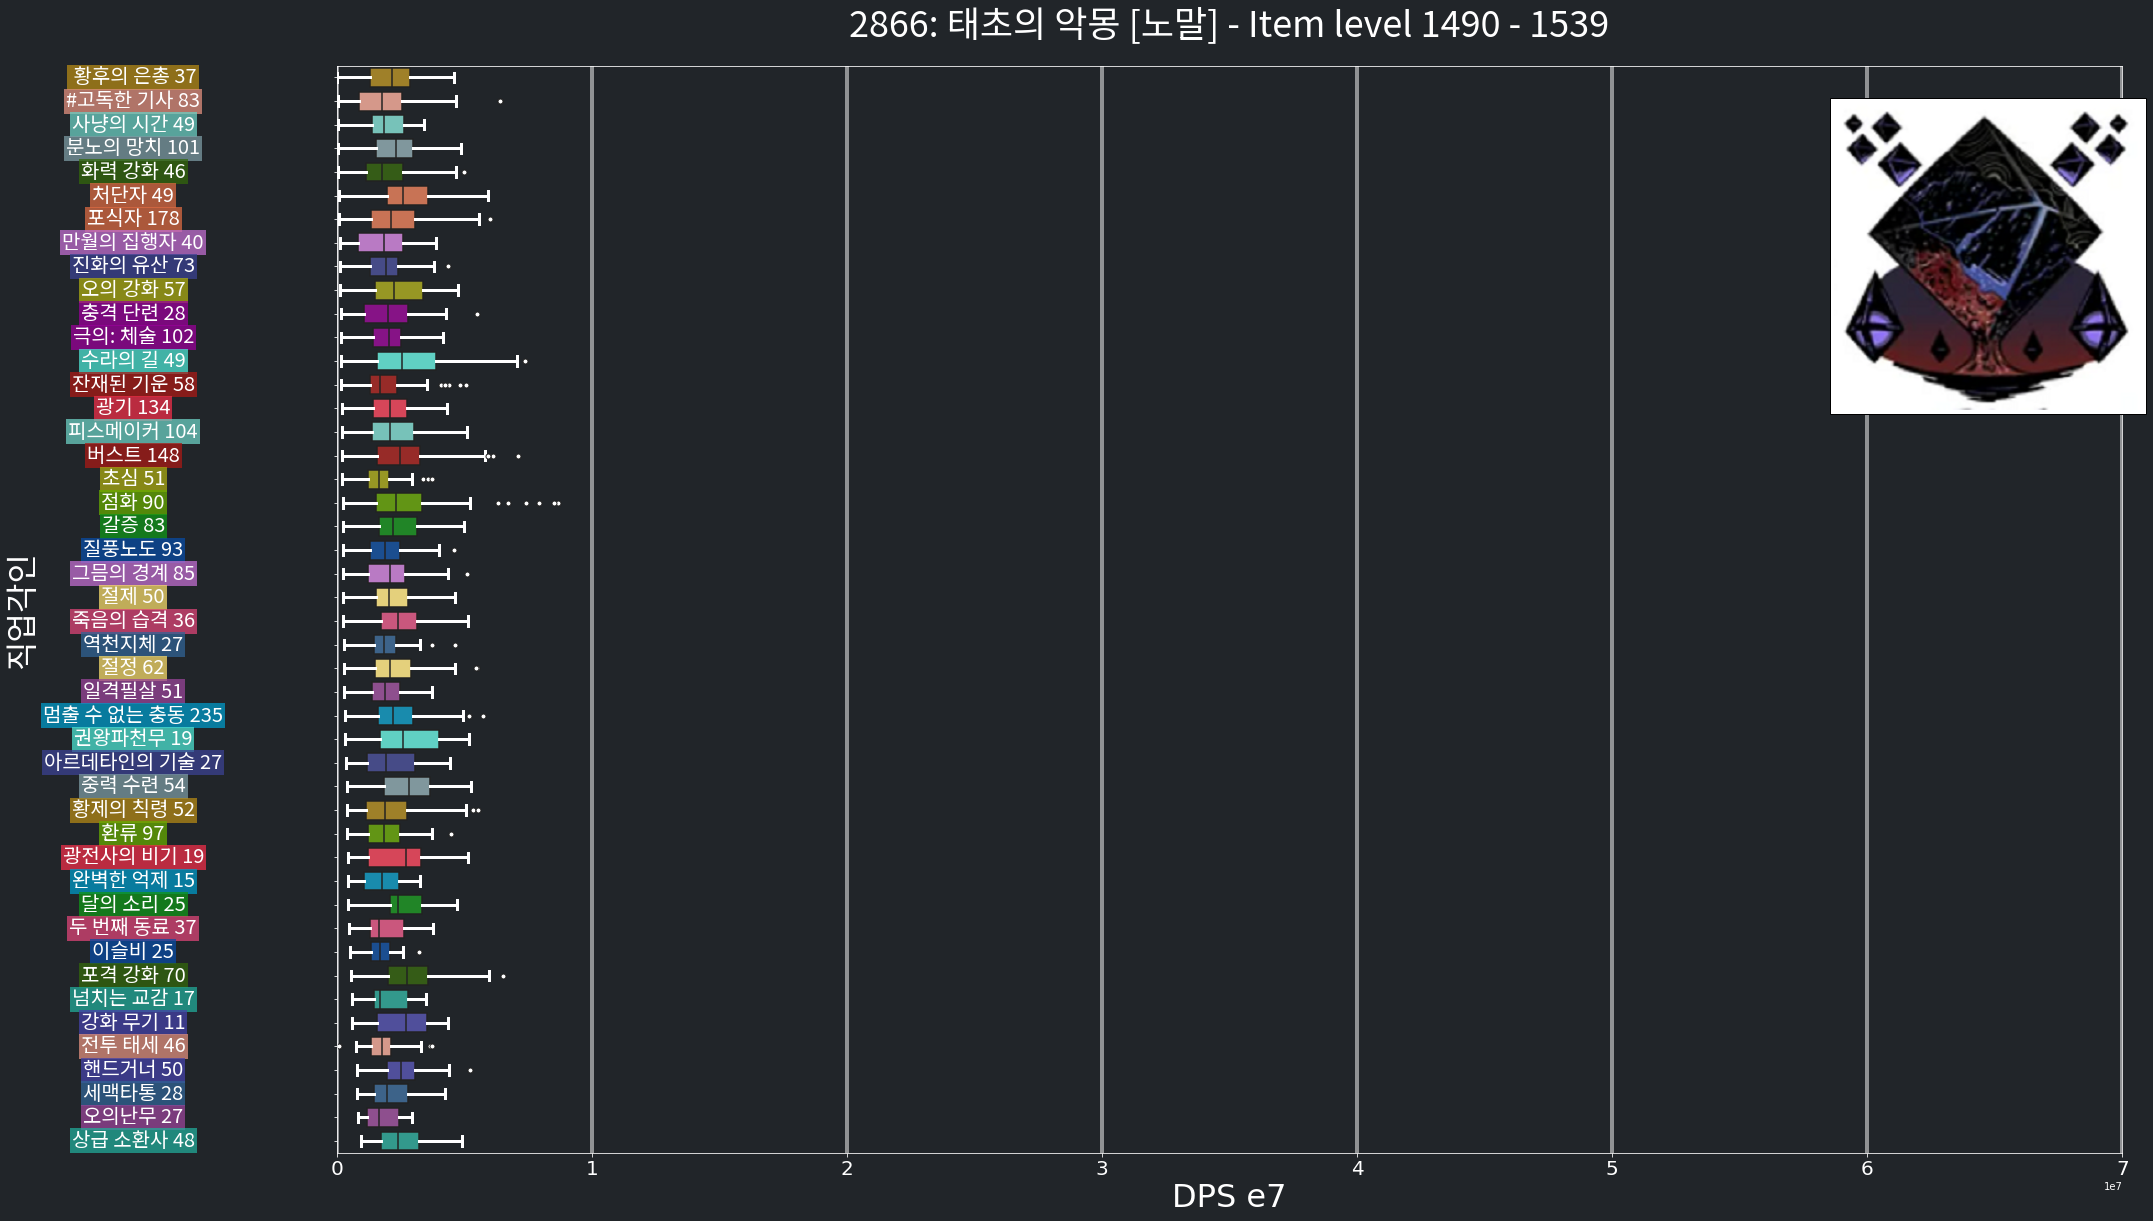 2866: 태초의 악몽 [노말] - Item level 1490 - 1539
황후의 은총 37
#고독한 기사 83
사냥의 시간 49
분노의 망치 101
화력 강화 46
처단자 49
포식자 178
만월의 집행자 40
진화의 유산 73
오의 강화 57
충격 단련 28
극의: 체술 102
수라의 길 49
잔재된 기운 58
광기 134
피스메이커 104
버스트 148
초심 51
점화 90
갈증 83
질풍노도 93
그믐의 경계 85
절제 50
죽음의 습격 36
역천지체 27
절정 62
일격필살 51
멈출 수 없는 충동 235
권왕파천무 19
아르데타인의 기술 27
중력 수련 54
황제의 칙령 52
환류 97
광전사의 비기 19
완벽한 억제 15
달의 소리 25
두 번째 동료 37
이슬비 25
포격 강화 70
넘치는 교감 17
강화 무기 11
전투 태세 46
핸드거너 50
세맥타통 28
오의난무 27
상급 소환사 48
직업각인
0 1 2 3 4 5 6 7
1e7
DPS e7